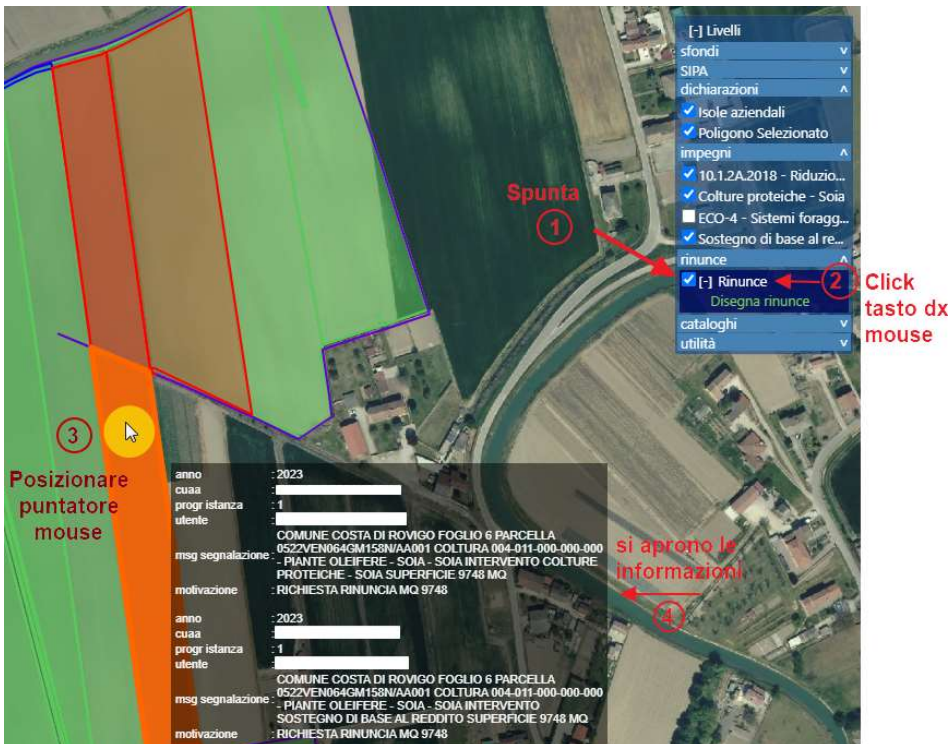 [-] Livelli
sfondi v
SIPA v
dichiarazioni ʌ
Isole aziendali
Poligono Selezionato
impegni ʌ
10.1.2A.2018 - Riduzio...
Colture proteiche - Soia
ECO-4 - Sistemi foragg...
Sostegno di base al re...
rinunce ʌ
[-] Rinunce
Disegna rinunce
cataloghi v
utilità v
Spunta
1
2
Click
tasto dx
mouse
3
Posizionare
puntatore
mouse
anno : 2023
cuaa :
progr istanza : 1
utente :
msg segnalazione : COMUNE COSTA DI ROVIGO FOGLIO 6 PARCELLA
0522VEN064GM158N/AA001 COLTURA 004-011-000-000-000
- PIANTE OLEIFERE - SOIA - SOIA INTERVENTO COLTURE
PROTEICHE - SOIA SUPERFICIE 9748 MQ
motivazione : RICHIESTA RINUNCIA MQ 9748
anno : 2023
cuaa :
progr istanza : 1
utente :
msg segnalazione : COMUNE COSTA DI ROVIGO FOGLIO 6 PARCELLA
0522VEN064GM158N/AA001 COLTURA 004-011-000-000-000
- PIANTE OLEIFERE - SOIA - SOIA INTERVENTO
SOSTEGNO DI BASE AL REDDITO SUPERFICIE 9748 MQ
motivazione : RICHIESTA RINUNCIA MQ 9748
si aprono le
informazioni
4